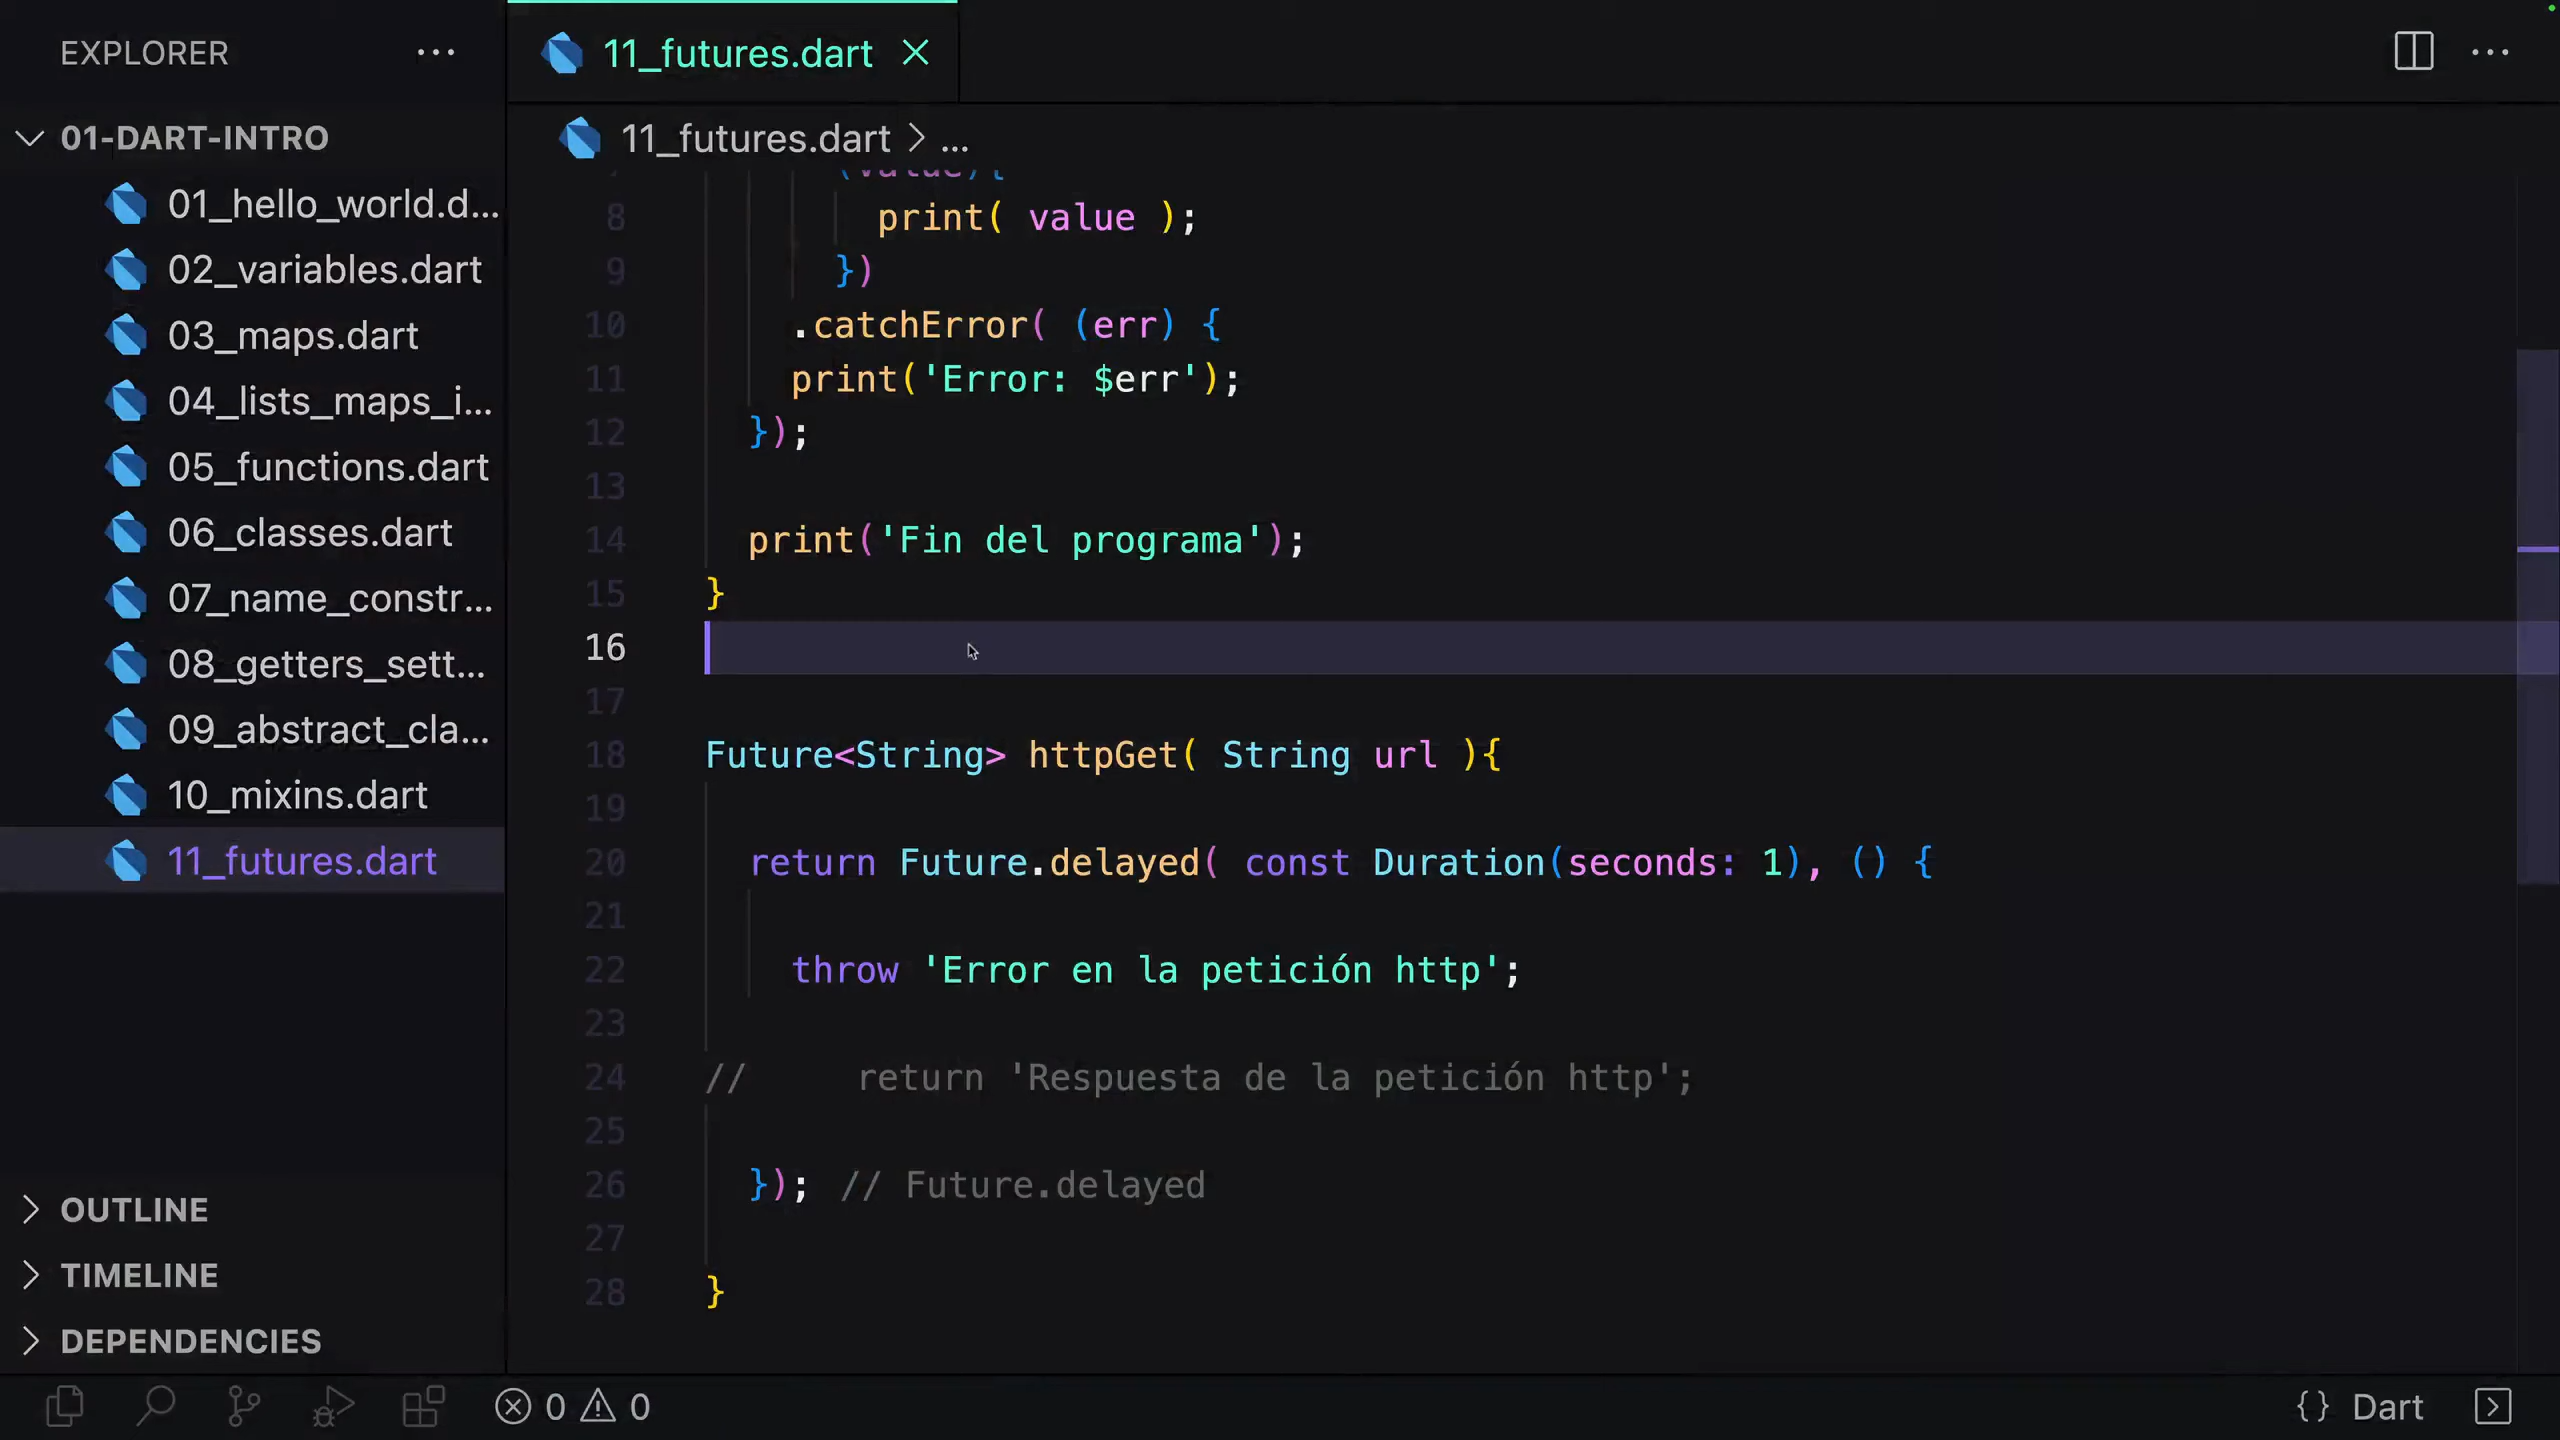 EXPLORER
01-DART-INTRO
01_hello_world.d...
02_variables.dart
03_maps.dart
04_lists_maps_i...
05_functions.dart
06_classes.dart
07_name_constr...
08_getters_sett...
09_abstract_cla...
10_mixins.dart
11_futures.dart
OUTLINE
TIMELINE
DEPENDENCIES
11_futures.dart
11_futures.dart > ...
(value){
8 print( value );
9 })
10 .catchError( (err) {
11 print('Error: $err');
12 });
13
14 print('Fin del programa');
15 }
16
17
18 Future<String> httpGet( String url ){
19
20 return Future.delayed( const Duration(seconds: 1), () {
21
22 throw 'Error en la petición http';
23
24 // return 'Respuesta de la petición http';
25
26 }); // Future.delayed
27
28 }
0 0
{} Dart